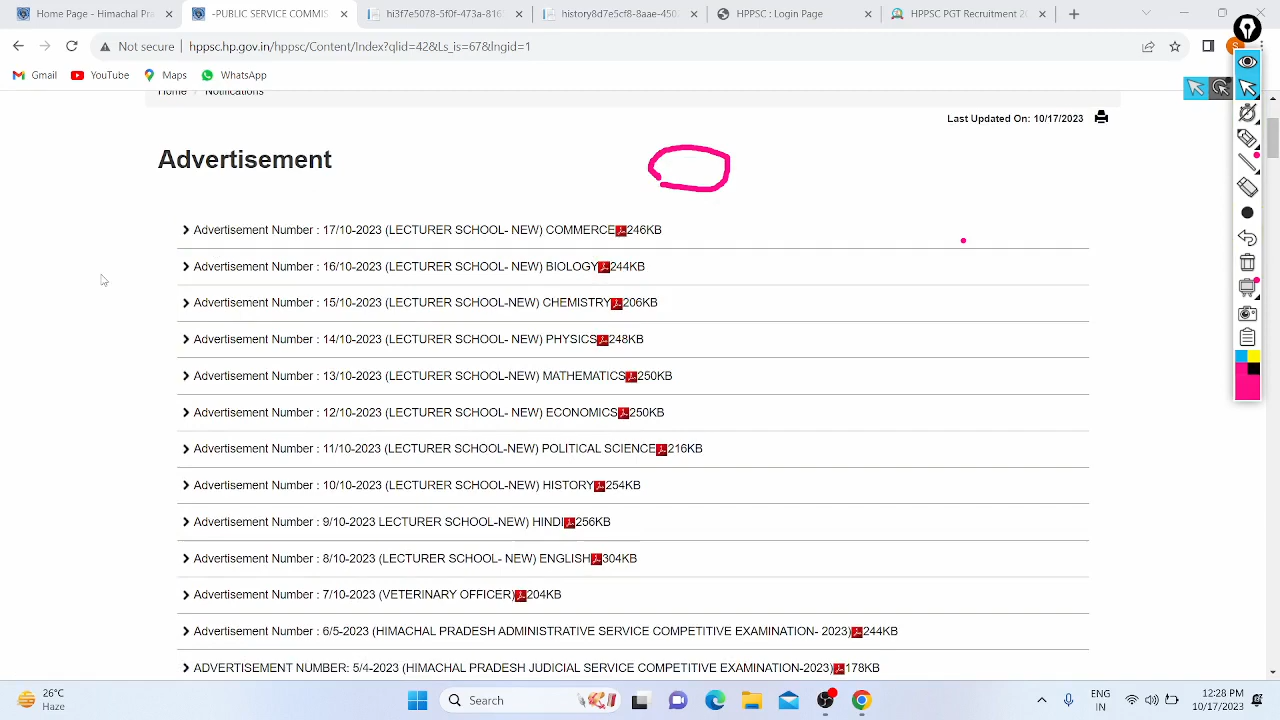 Home Page - Himachal Pra
-PUBLIC SERVICE COMMIS
history8d7e5cf8-8aae-450
HPPSC : Login Page
HPPSC PGT Recruitment 20
Not secure
hppsc.hp.gov.in/hppsc/Content/Index?qlid=42&Ls_is=67&lngid=1
Gmail
YouTube
Maps
WhatsApp
Home
Notifications
Last Updated On: 10/17/2023
Advertisement
Advertisement Number : 17/10-2023 (LECTURER SCHOOL- NEW) COMMERCE 246KB
Advertisement Number : 16/10-2023 (LECTURER SCHOOL- NEW) BIOLOGY 244KB
Advertisement Number : 15/10-2023 (LECTURER SCHOOL-NEW) CHEMISTRY 206KB
Advertisement Number : 14/10-2023 (LECTURER SCHOOL- NEW) PHYSICS 248KB
Advertisement Number : 13/10-2023 (LECTURER SCHOOL-NEW) MATHEMATICS 250KB
Advertisement Number : 12/10-2023 (LECTURER SCHOOL- NEW) ECONOMICS 250KB
Advertisement Number : 11/10-2023 (LECTURER SCHOOL-NEW) POLITICAL SCIENCE 216KB
Advertisement Number : 10/10-2023 (LECTURER SCHOOL-NEW) HISTORY 254KB
Advertisement Number : 9/10-2023 LECTURER SCHOOL-NEW) HINDI 256KB
Advertisement Number : 8/10-2023 (LECTURER SCHOOL- NEW) ENGLISH 304KB
Advertisement Number : 7/10-2023 (VETERINARY OFFICER) 204KB
Advertisement Number : 6/5-2023 (HIMACHAL PRADESH ADMINISTRATIVE SERVICE COMPETITIVE EXAMINATION- 2023) 244KB
ADVERTISEMENT NUMBER: 5/4-2023 (HIMACHAL PRADESH JUDICIAL SERVICE COMPETITIVE EXAMINATION-2023) 178KB
26°C
Haze
Search
ENG
IN
12:28 PM
10/17/2023